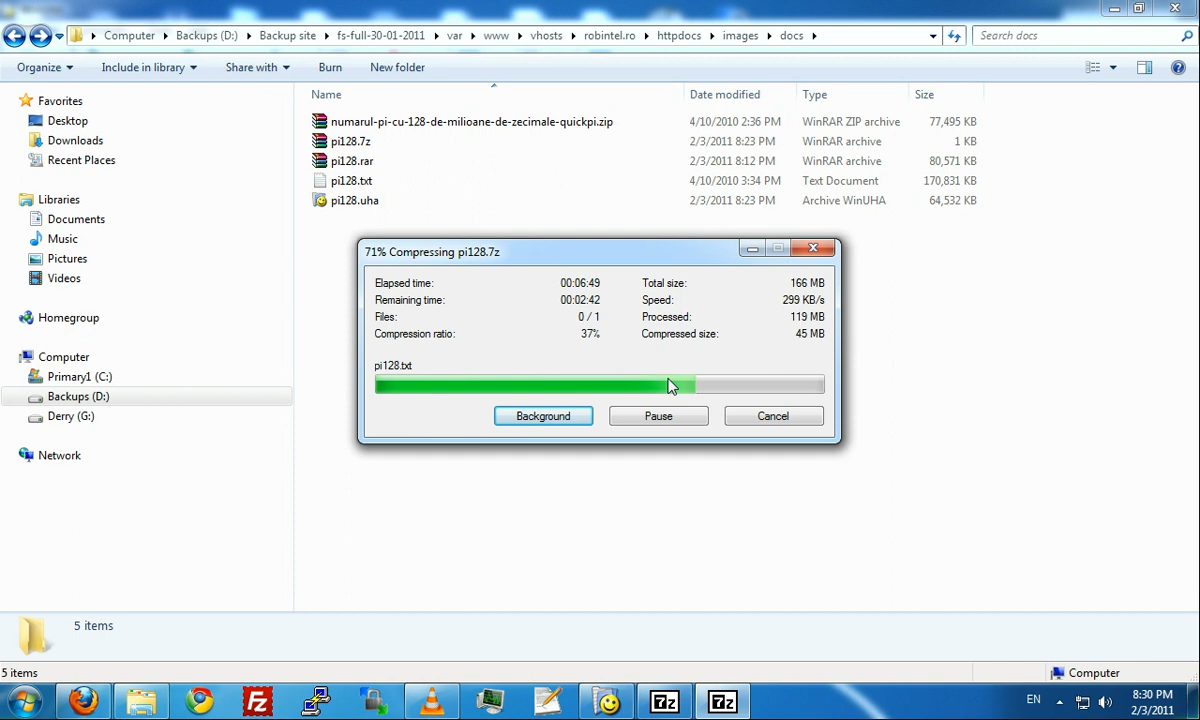 Computer ▸ Backups (D:) ▸ Backup site ▸ fs-full-30-01-2011 ▸ var ▸ www ▸ vhosts ▸ robintel.ro ▸ httpdocs ▸ images ▸ docs ▸ Search docs
Organize Include in library Share with Burn New folder
Name Date modified Type Size
Favorites
Desktop
Downloads
Recent Places
Libraries
Documents
Music
Pictures
Videos
Homegroup
Computer
Primary1 (C:)
Backups (D:)
Derry (G:)
Network
numarul-pi-cu-128-de-milioane-de-zecimale-quickpi.zip 4/10/2010 2:36 PM WinRAR ZIP archive 77,495 KB
pi128.7z 2/3/2011 8:23 PM WinRAR archive 1 KB
pi128.rar 2/3/2011 8:12 PM WinRAR archive 80,571 KB
pi128.txt 4/10/2010 3:34 PM Text Document 170,831 KB
pi128.uha 2/3/2011 8:23 PM Archive WinUHA 64,532 KB
71% Compressing pi128.7z
Elapsed time: 00:06:49 Total size: 166 MB
Remaining time: 00:02:42 Speed: 299 KB/s
Files: 0 / 1 Processed: 119 MB
Compression ratio: 37% Compressed size: 45 MB
pi128.txt
Background Pause Cancel
5 items
5 items Computer
Fz 7z 7z EN 8:30 PM
2/3/2011